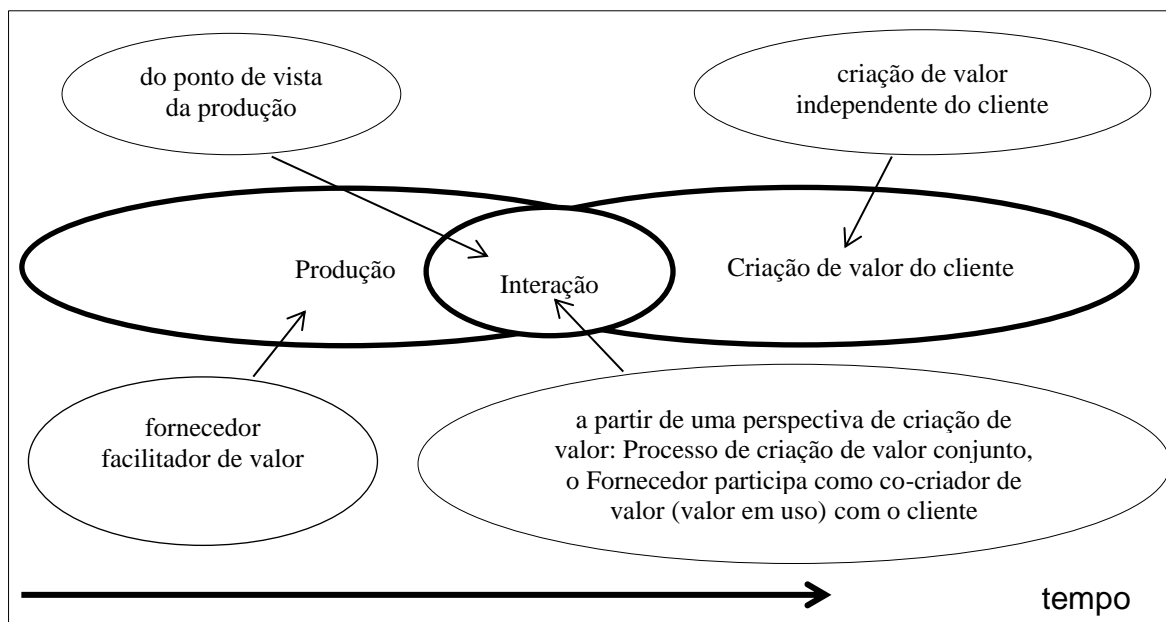 do ponto de vista
da produção
criação de valor
independente do cliente
Produção
Interação
Criação de valor do cliente
fornecedor
facilitador de valor
a partir de uma perspectiva de criação de
valor: Processo de criação de valor conjunto,
o Fornecedor participa como co-criador de
valor (valor em uso) com o cliente
tempo